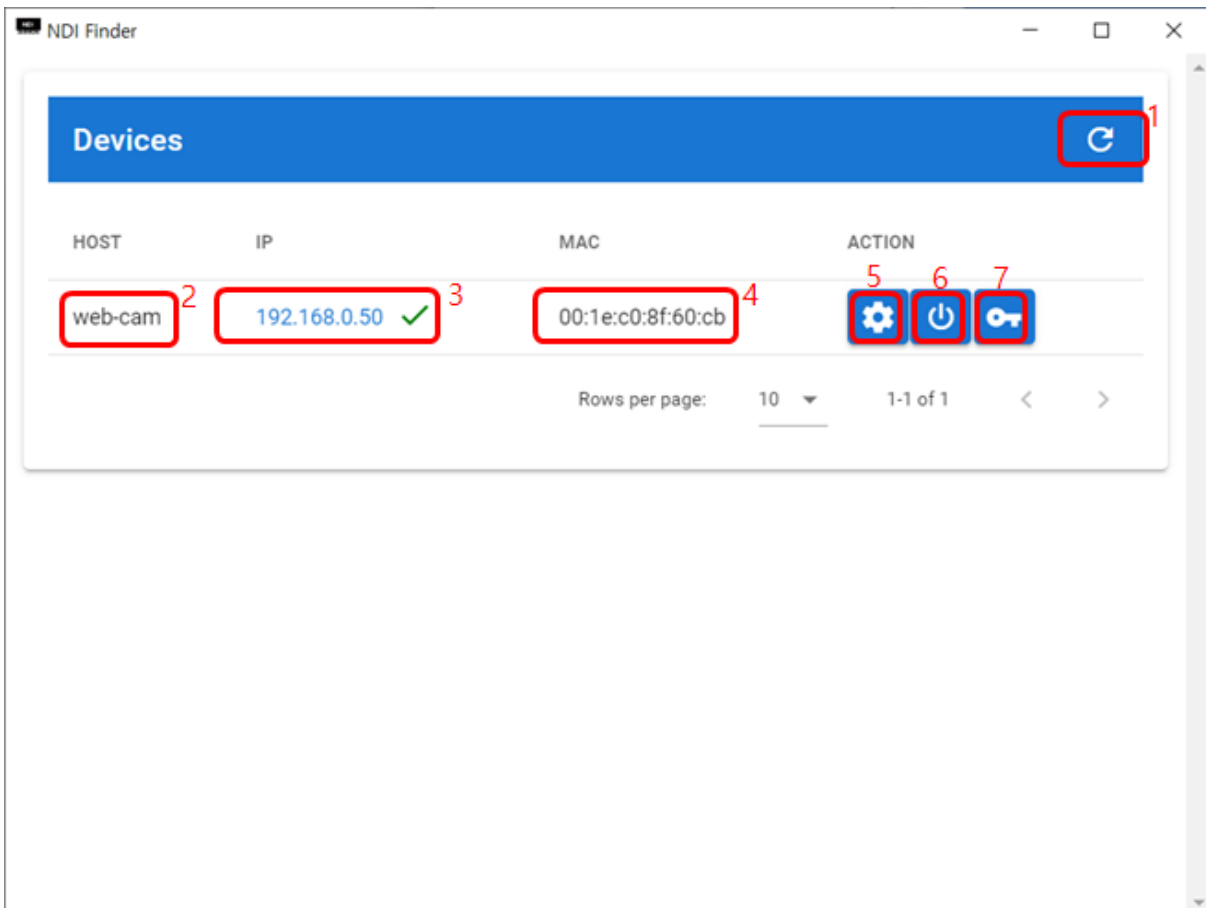 NDI Finder
Devices
1
HOST IP MAC ACTION
5 6 7
web-cam 2 192.168.0.50 3 00:1e:c0:8f:60:cb 4
Rows per page: 10 1-1 of 1